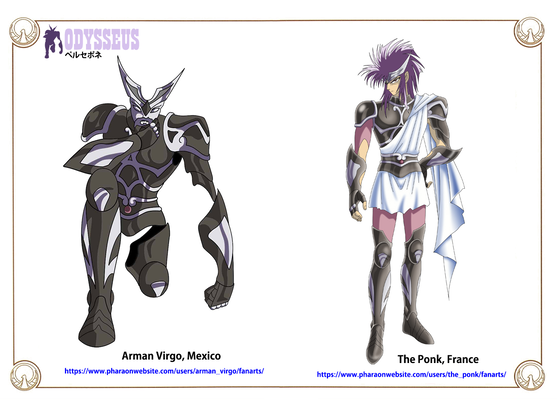 ODYSSEUS
ペルセポネ
Arman Virgo, Mexico
https://www.pharaonwebsite.com/users/arman_virgo/fanarts/
The Ponk, France
https://www.pharaonwebsite.com/users/the_ponk/fanarts/